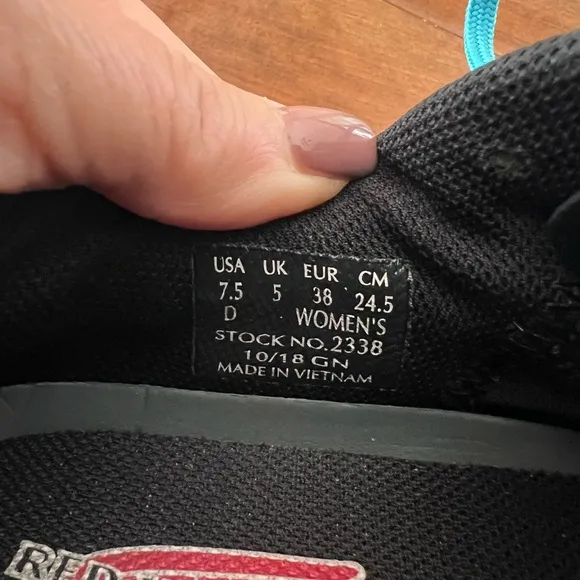 USA UK EUR CM
7.5 5 38 24.5
D WOMEN'S
STOCK NO.2338
10/18 GN
MADE IN VIETNAM
RED